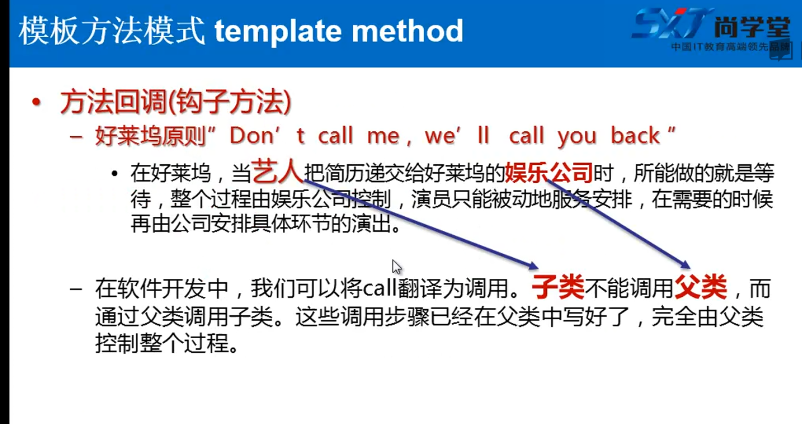 模板方法模式 template method
SXT 尚学堂
中国IT教育高端领先品牌
• 方法回调(钩子方法)
– 好莱坞原则”Don’t call me，we’ll call you back “
• 在好莱坞，当艺人把简历递交给好莱坞的娱乐公司时，所能做的就是等
待，整个过程由娱乐公司控制，演员只能被动地服务安排，在需要的时候
再由公司安排具体环节的演出。
– 在软件开发中，我们可以将call翻译为调用。子类不能调用父类，而
通过父类调用子类。这些调用步骤已经在父类中写好了，完全由父类
控制整个过程。